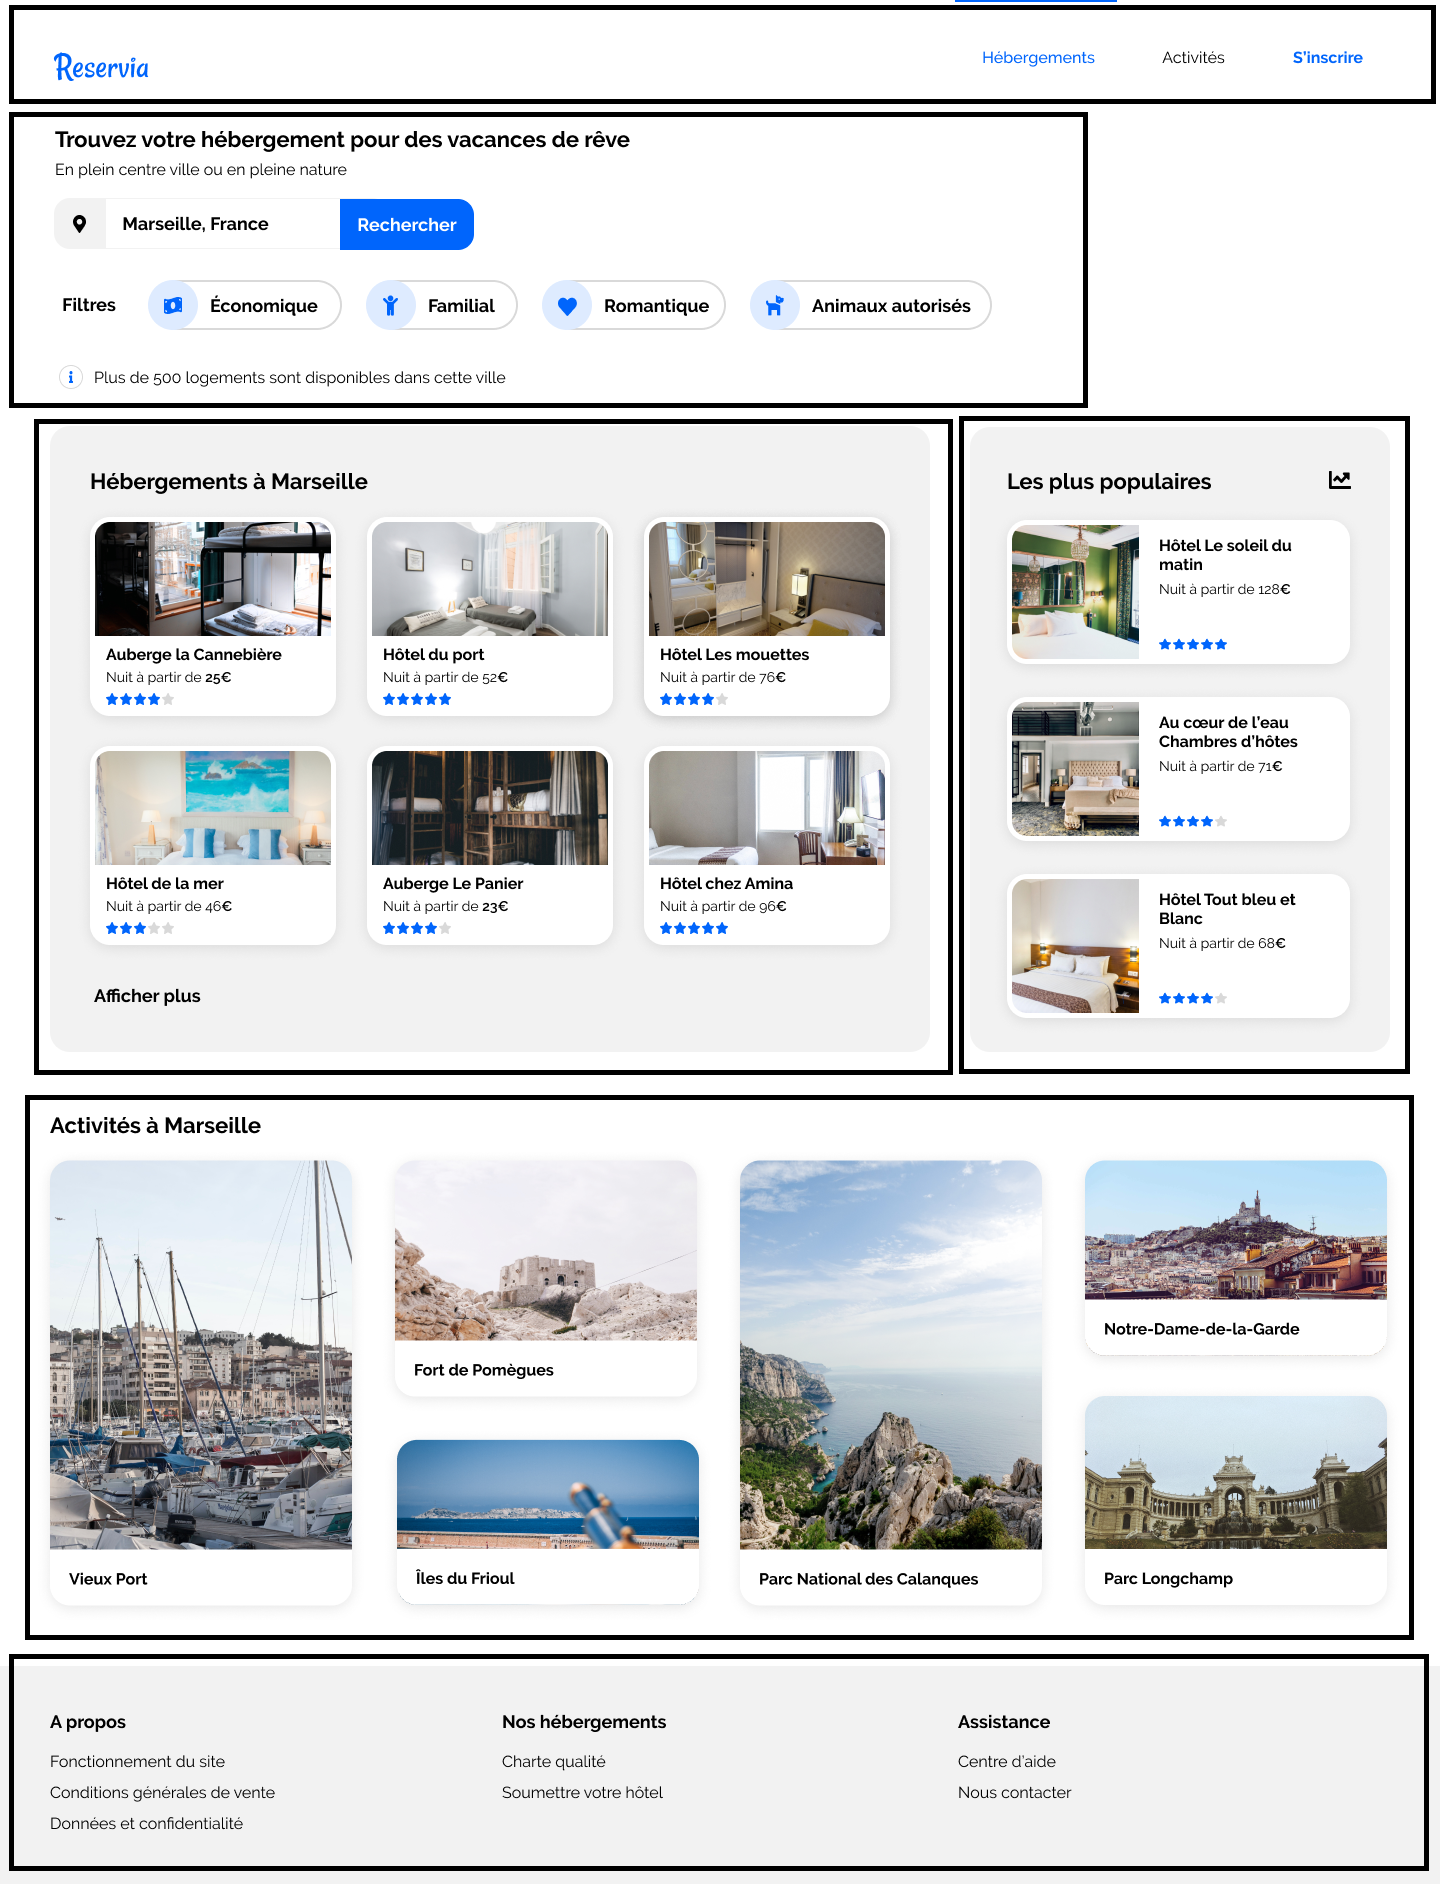 Reservia
Hébergements
Activités
S'inscrire
Trouvez votre hébergement pour des vacances de rêve
En plein centre ville ou en pleine nature
Marseille, France
Rechercher
Filtres
Économique
Familial
Romantique
Animaux autorisés
Plus de 500 logements sont disponibles dans cette ville
Hébergements à Marseille
Auberge la Cannebière
Nuit à partir de 25€
Hôtel du port
Nuit à partir de 52€
Hôtel Les mouettes
Nuit à partir de 76€
Hôtel de la mer
Nuit à partir de 46€
Auberge Le Panier
Nuit à partir de 23€
Hôtel chez Amina
Nuit à partir de 96€
Afficher plus
Les plus populaires
Hôtel Le soleil du
matin
Nuit à partir de 128€
Au cœur de l'eau
Chambres d'hôtes
Nuit à partir de 71€
Hôtel Tout bleu et
Blanc
Nuit à partir de 68€
Activités à Marseille
Vieux Port
Fort de Pomègues
Îles du Frioul
Parc National des Calanques
Notre-Dame-de-la-Garde
Parc Longchamp
A propos
Fonctionnement du site
Conditions générales de vente
Données et confidentialité
Nos hébergements
Charte qualité
Soumettre votre hôtel
Assistance
Centre d'aide
Nous contacter